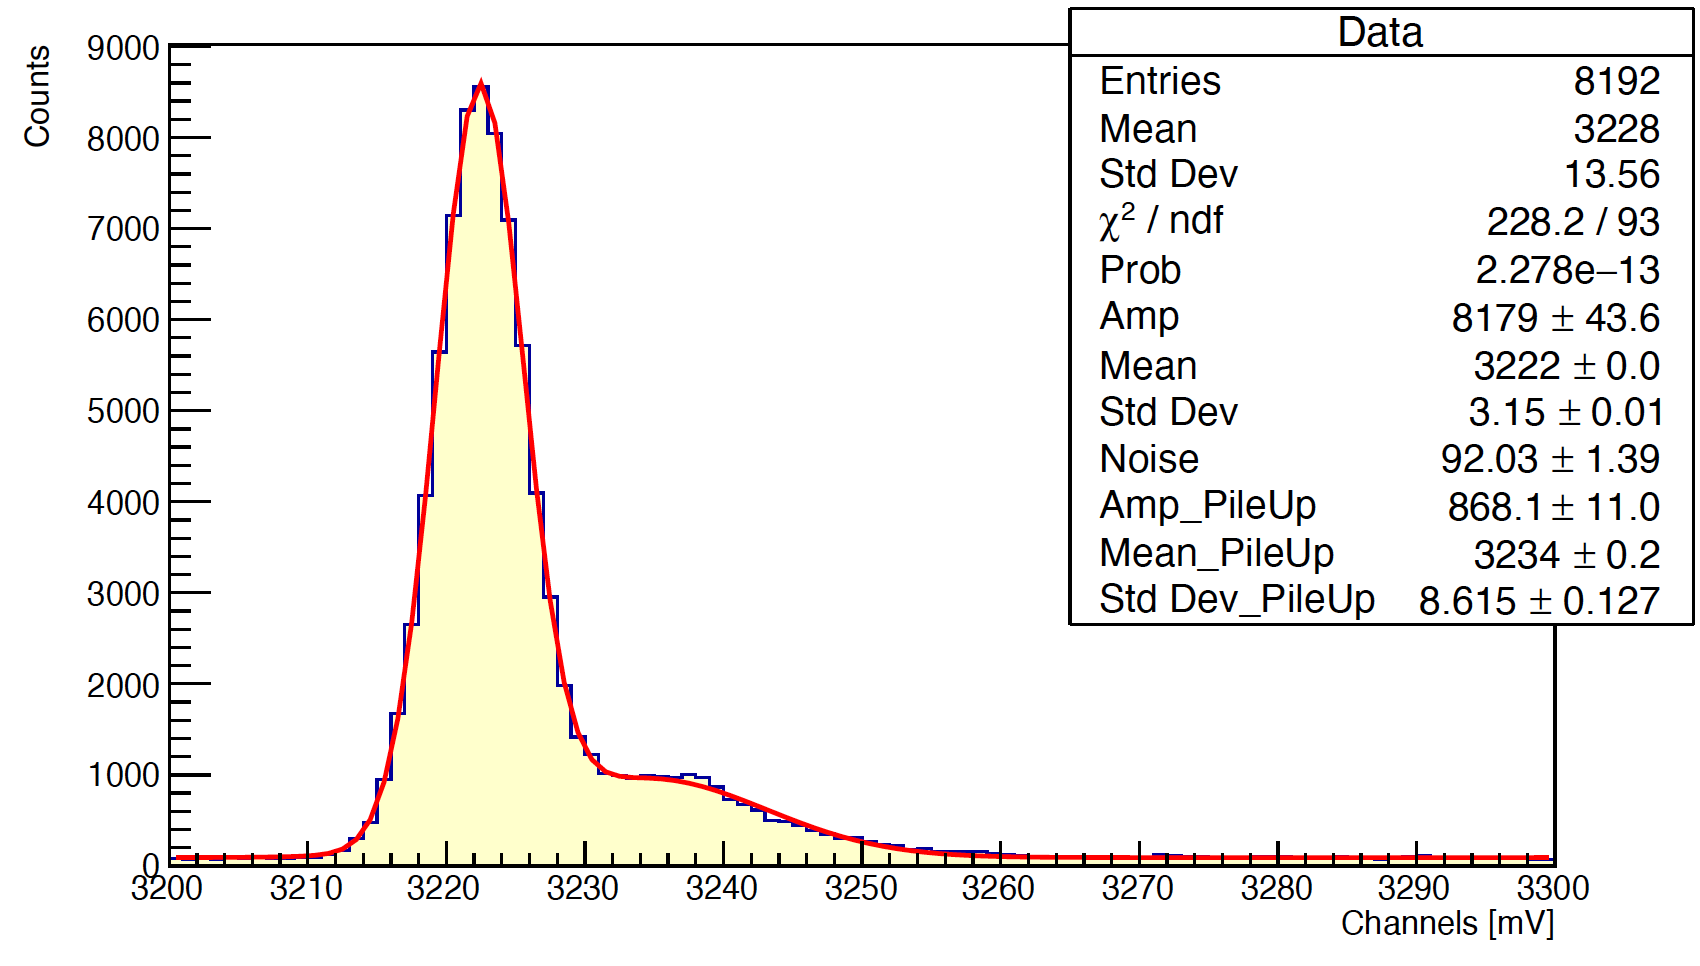 Counts
9000
8000
7000
6000
5000
4000
3000
2000
1000
0
3200 3210 3220 3230 3240 3250 3260 3270 3280 3290 3300
Channels [mV]
Data
Entries 8192
Mean 3228
Std Dev 13.56
χ² / ndf 228.2 / 93
Prob 2.278e−13
Amp 8179 ± 43.6
Mean 3222 ± 0.0
Std Dev 3.15 ± 0.01
Noise 92.03 ± 1.39
Amp_PileUp 868.1 ± 11.0
Mean_PileUp 3234 ± 0.2
Std Dev_PileUp 8.615 ± 0.127